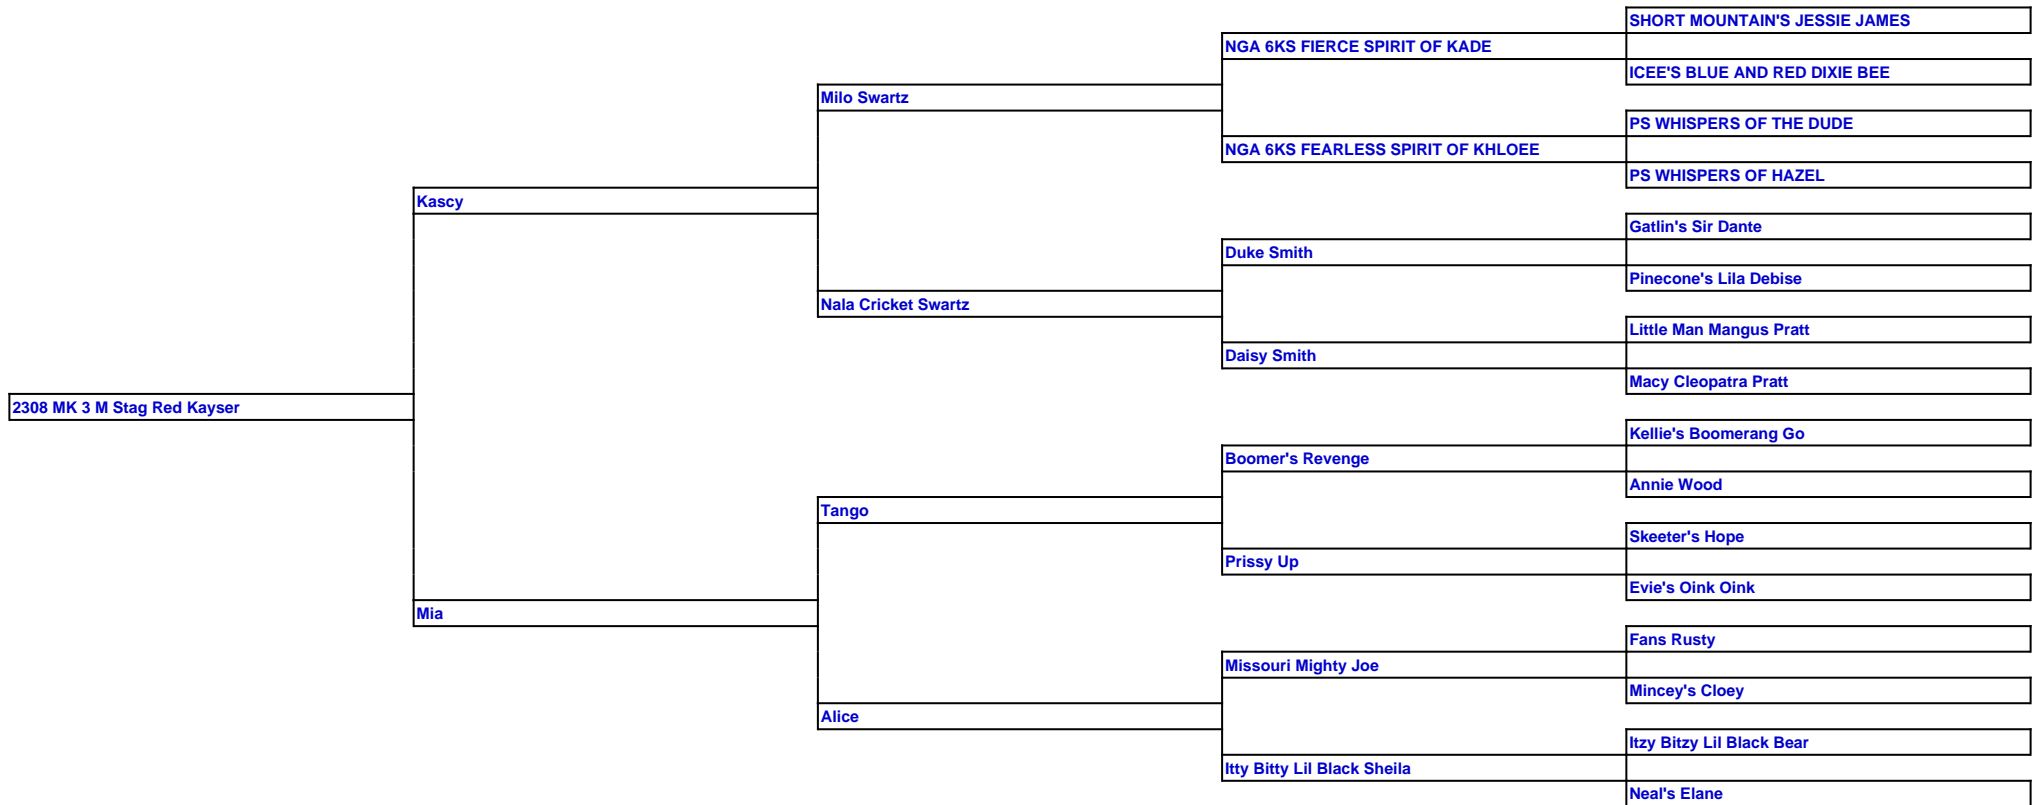 SHORT MOUNTAIN'S JESSIE JAMES
NGA 6KS FIERCE SPIRIT OF KADE
ICEE'S BLUE AND RED DIXIE BEE
Milo Swartz
PS WHISPERS OF THE DUDE
NGA 6KS FEARLESS SPIRIT OF KHLOEE
PS WHISPERS OF HAZEL
Kascy
Gatlin's Sir Dante
Duke Smith
Pinecone's Lila Debise
Nala Cricket Swartz
Little Man Mangus Pratt
Daisy Smith
Macy Cleopatra Pratt
2308 MK 3 M Stag Red Kayser
Kellie's Boomerang Go
Boomer's Revenge
Annie Wood
Tango
Skeeter's Hope
Prissy Up
Evie's Oink Oink
Mia
Fans Rusty
Missouri Mighty Joe
Mincey's Cloey
Alice
Itzy Bitzy Lil Black Bear
Itty Bitty Lil Black Sheila
Neal's Elane